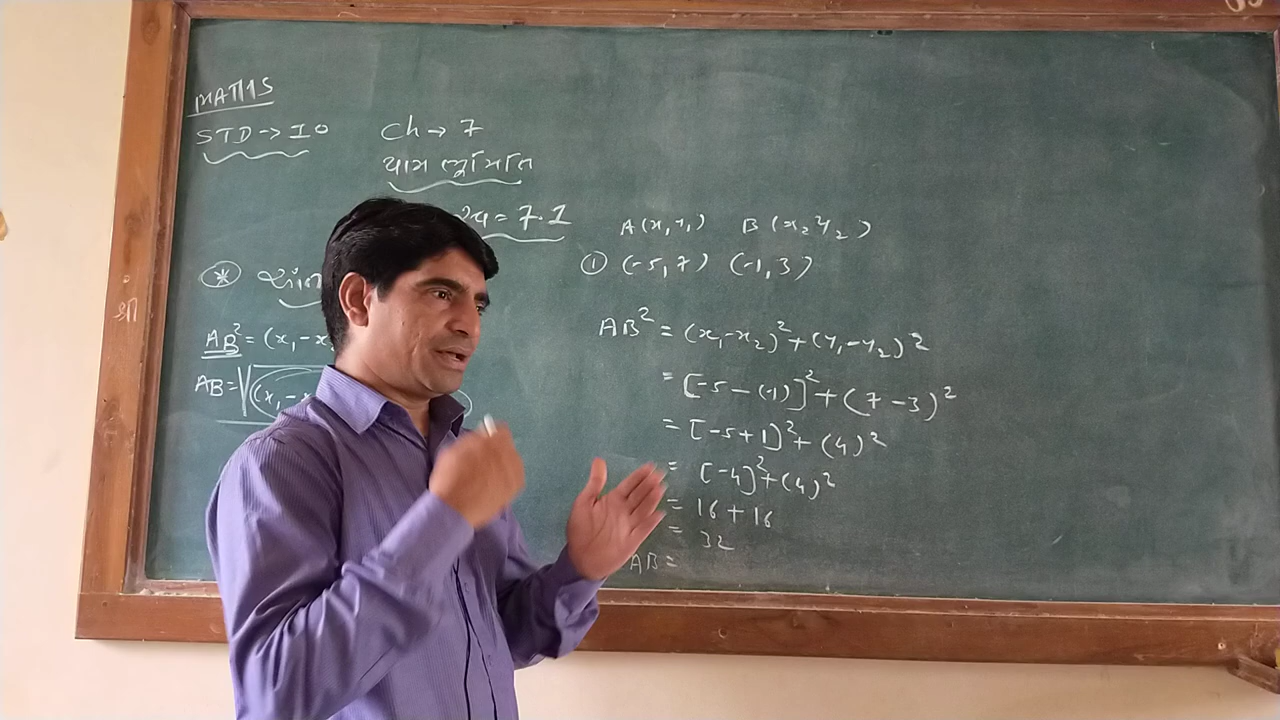 MATHS
STD → 10
Ch → 7
યામ ભૂમિતિ
= 7.1
AB² = (x₁ - x
AB = √(x₁ - x
A (x₁, y₁) B (x₂ y₂)
① (-5, 7) (-1, 3)
AB² = (x₁ - x₂)² + (y₁ - y₂)²
= [-5 - (-1)]² + (7 - 3)²
= [-5 + 1]² + (4)²
= [-4]² + (4)²
= 16 + 16
= 32
AB =
શ્રી